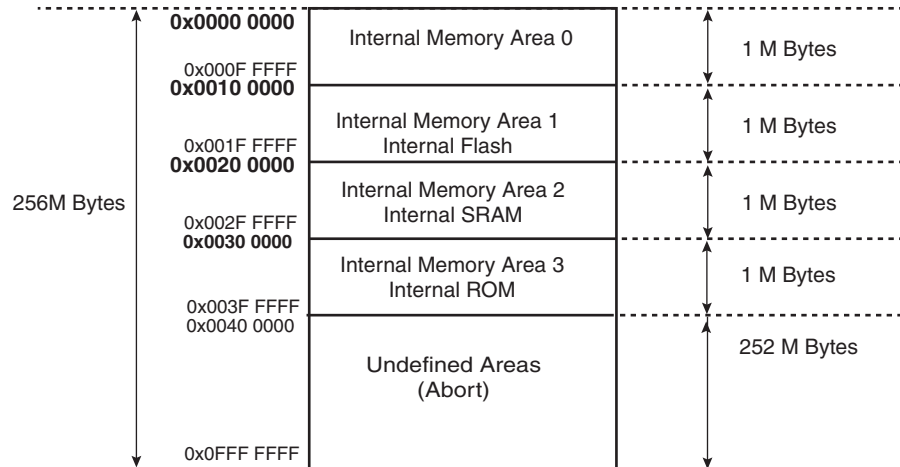 0x0000 0000
Internal Memory Area 0
1 M Bytes
0x000F FFFF
0x0010 0000
Internal Memory Area 1
Internal Flash
1 M Bytes
0x001F FFFF
0x0020 0000
256M Bytes
Internal Memory Area 2
Internal SRAM
1 M Bytes
0x002F FFFF
0x0030 0000
Internal Memory Area 3
Internal ROM
1 M Bytes
0x003F FFFF
0x0040 0000
252 M Bytes
Undefined Areas
(Abort)
0x0FFF FFFF